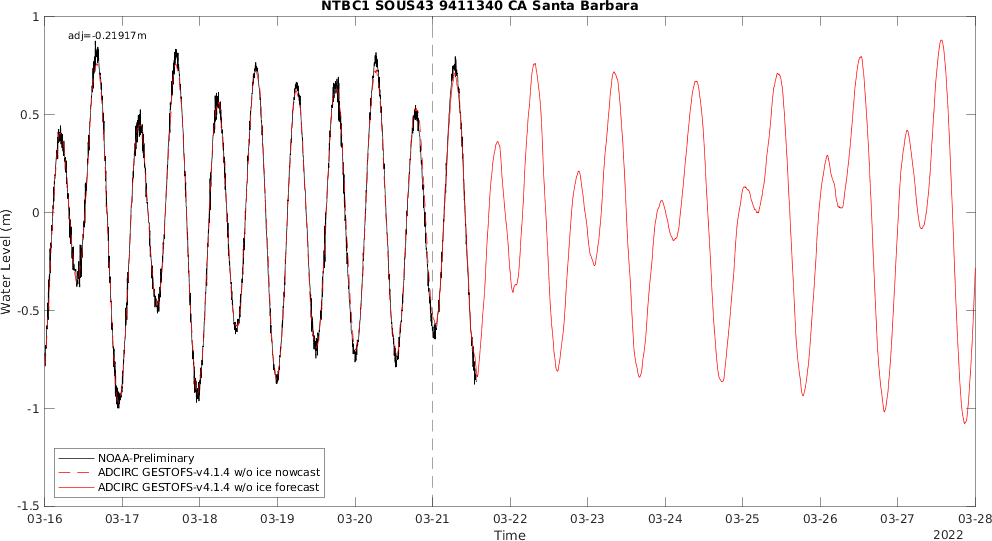 NTBC1 SOUS43 9411340 CA Santa Barbara
adj=-0.21917m
1
0.5
0
-0.5
-1
-1.5
Water Level (m)
NOAA-Preliminary
ADCIRC GESTOFS-v4.1.4 w/o ice nowcast
ADCIRC GESTOFS-v4.1.4 w/o ice forecast
03-16 03-17 03-18 03-19 03-20 03-21 03-22 03-23 03-24 03-25 03-26 03-27 03-28
Time
2022